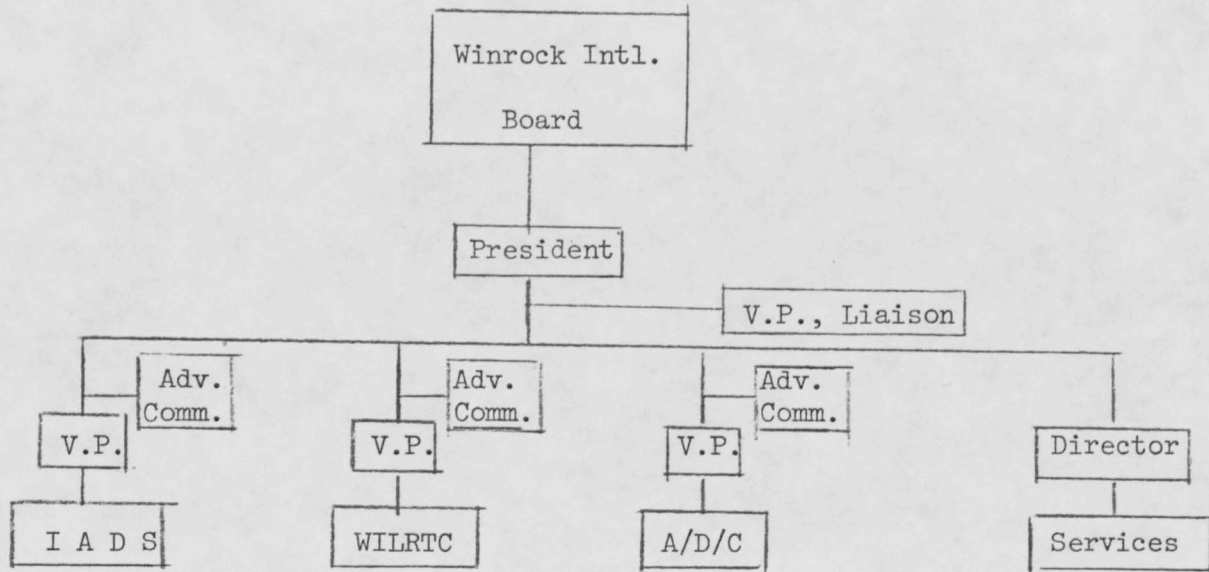 Winrock Intl.
Board
President
V.P., Liaison
Adv.
Comm.
Adv.
Comm.
Adv.
Comm.
V.P.
V.P.
V.P.
Director
I A D S
WILRTC
A/D/C
Services